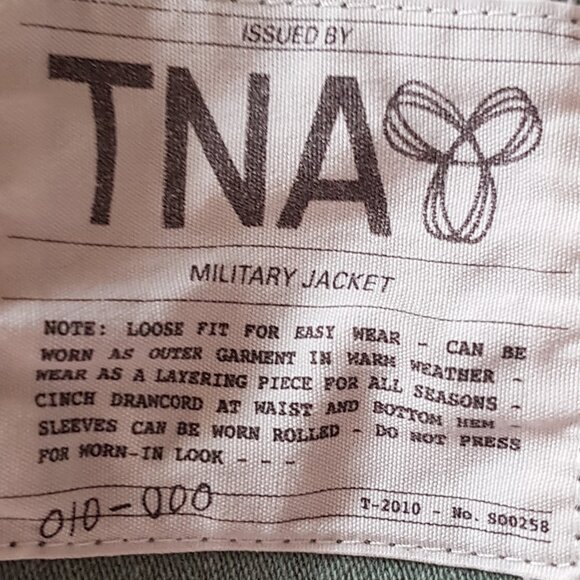 ISSUED BY
TNA
MILITARY JACKET
NOTE: LOOSE FIT FOR EASY WEAR - CAN BE
WORN AS OUTER GARMENT IN WARM WEATHER -
WEAR AS A LAYERING PIECE FOR ALL SEASONS -
CINCH DRAWCORD AT WAIST AND BOTTOM HEM -
SLEEVES CAN BE WORN ROLLED - DO NOT PRESS
FOR WORN-IN LOOK - - -
010-000
T-2010 - No. S00258